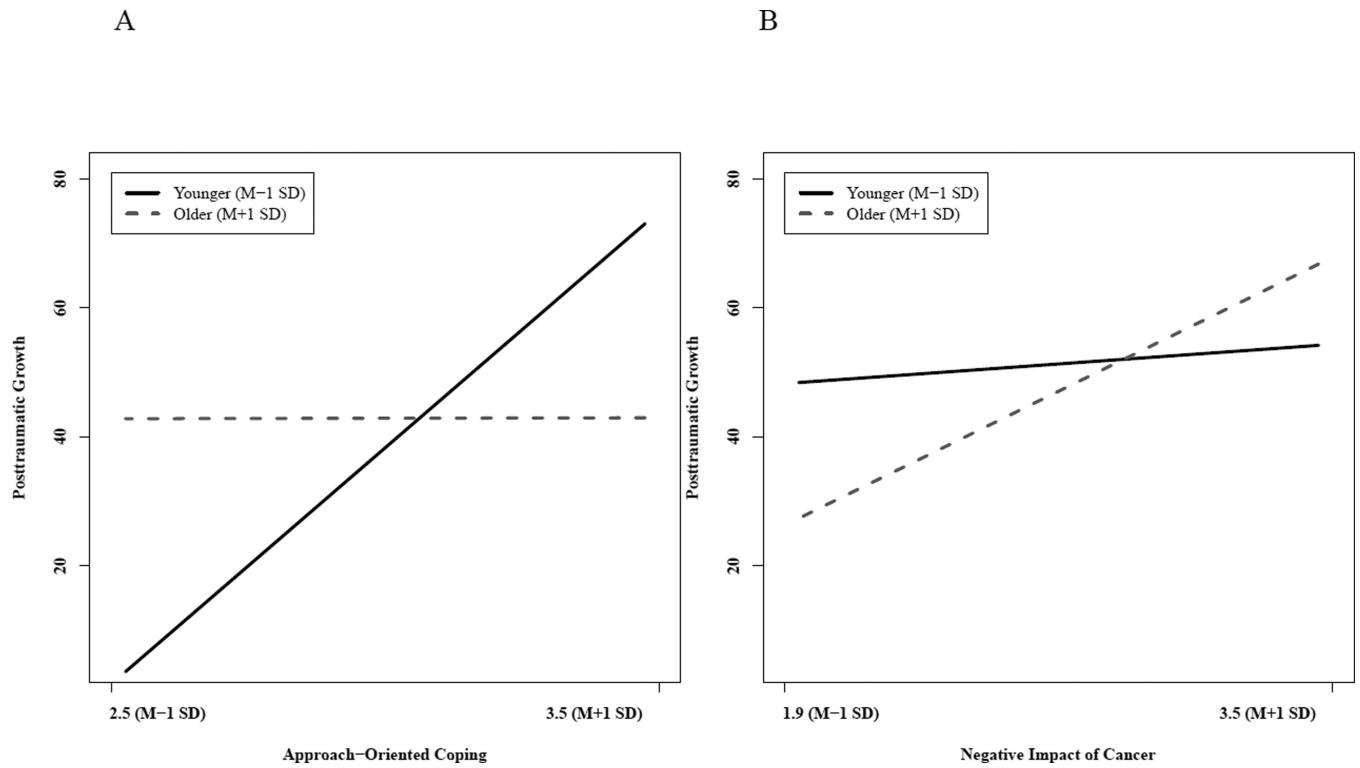 A
Posttraumatic Growth
80
60
40
20
Younger (M−1 SD)
Older (M+1 SD)
2.5 (M−1 SD)
3.5 (M+1 SD)
Approach−Oriented Coping
B
Posttraumatic Growth
80
60
40
20
Younger (M−1 SD)
Older (M+1 SD)
1.9 (M−1 SD)
3.5 (M+1 SD)
Negative Impact of Cancer